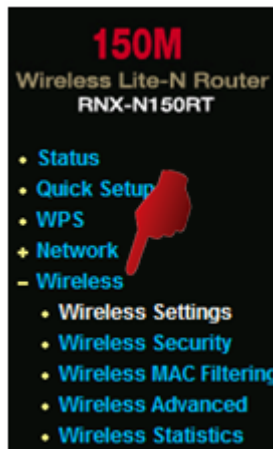 150M
Wireless Lite-N Router
RNX-N150RT
Status
Quick Setup
WPS
+ Network
– Wireless
Wireless Settings
Wireless Security
Wireless MAC Filtering
Wireless Advanced
Wireless Statistics